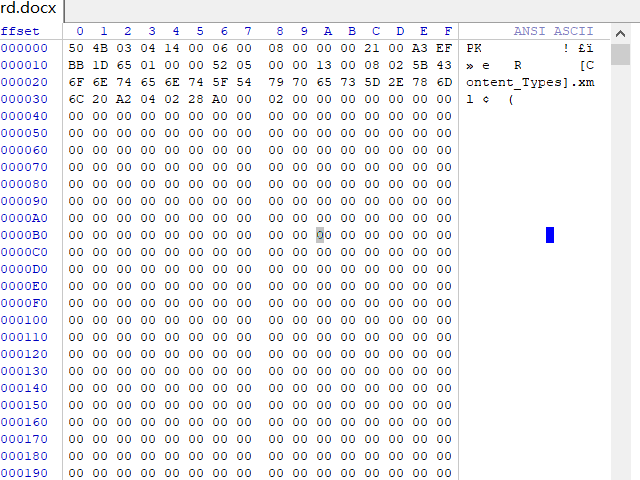 rd.docx
ffset 0 1 2 3 4 5 6 7 8 9 A B C D E F ANSI ASCII
000000 50 4B 03 04 14 00 06 00 08 00 00 00 21 00 A3 EF PK ! £ï
000010 BB 1D 65 01 00 00 52 05 00 00 13 00 08 02 5B 43 » e R [C
000020 6F 6E 74 65 6E 74 5F 54 79 70 65 73 5D 2E 78 6D ontent_Types].xm
000030 6C 20 A2 04 02 28 A0 00 02 00 00 00 00 00 00 00 l ¢ (
000040 00 00 00 00 00 00 00 00 00 00 00 00 00 00 00 00
000050 00 00 00 00 00 00 00 00 00 00 00 00 00 00 00 00
000060 00 00 00 00 00 00 00 00 00 00 00 00 00 00 00 00
000070 00 00 00 00 00 00 00 00 00 00 00 00 00 00 00 00
000080 00 00 00 00 00 00 00 00 00 00 00 00 00 00 00 00
000090 00 00 00 00 00 00 00 00 00 00 00 00 00 00 00 00
0000A0 00 00 00 00 00 00 00 00 00 00 00 00 00 00 00 00
0000B0 00 00 00 00 00 00 00 00 00 00 00 00 00 00 00 00
0000C0 00 00 00 00 00 00 00 00 00 00 00 00 00 00 00 00
0000D0 00 00 00 00 00 00 00 00 00 00 00 00 00 00 00 00
0000E0 00 00 00 00 00 00 00 00 00 00 00 00 00 00 00 00
0000F0 00 00 00 00 00 00 00 00 00 00 00 00 00 00 00 00
000100 00 00 00 00 00 00 00 00 00 00 00 00 00 00 00 00
000110 00 00 00 00 00 00 00 00 00 00 00 00 00 00 00 00
000120 00 00 00 00 00 00 00 00 00 00 00 00 00 00 00 00
000130 00 00 00 00 00 00 00 00 00 00 00 00 00 00 00 00
000140 00 00 00 00 00 00 00 00 00 00 00 00 00 00 00 00
000150 00 00 00 00 00 00 00 00 00 00 00 00 00 00 00 00
000160 00 00 00 00 00 00 00 00 00 00 00 00 00 00 00 00
000170 00 00 00 00 00 00 00 00 00 00 00 00 00 00 00 00
000180 00 00 00 00 00 00 00 00 00 00 00 00 00 00 00 00
000190 00 00 00 00 00 00 00 00 00 00 00 00 00 00 00 00